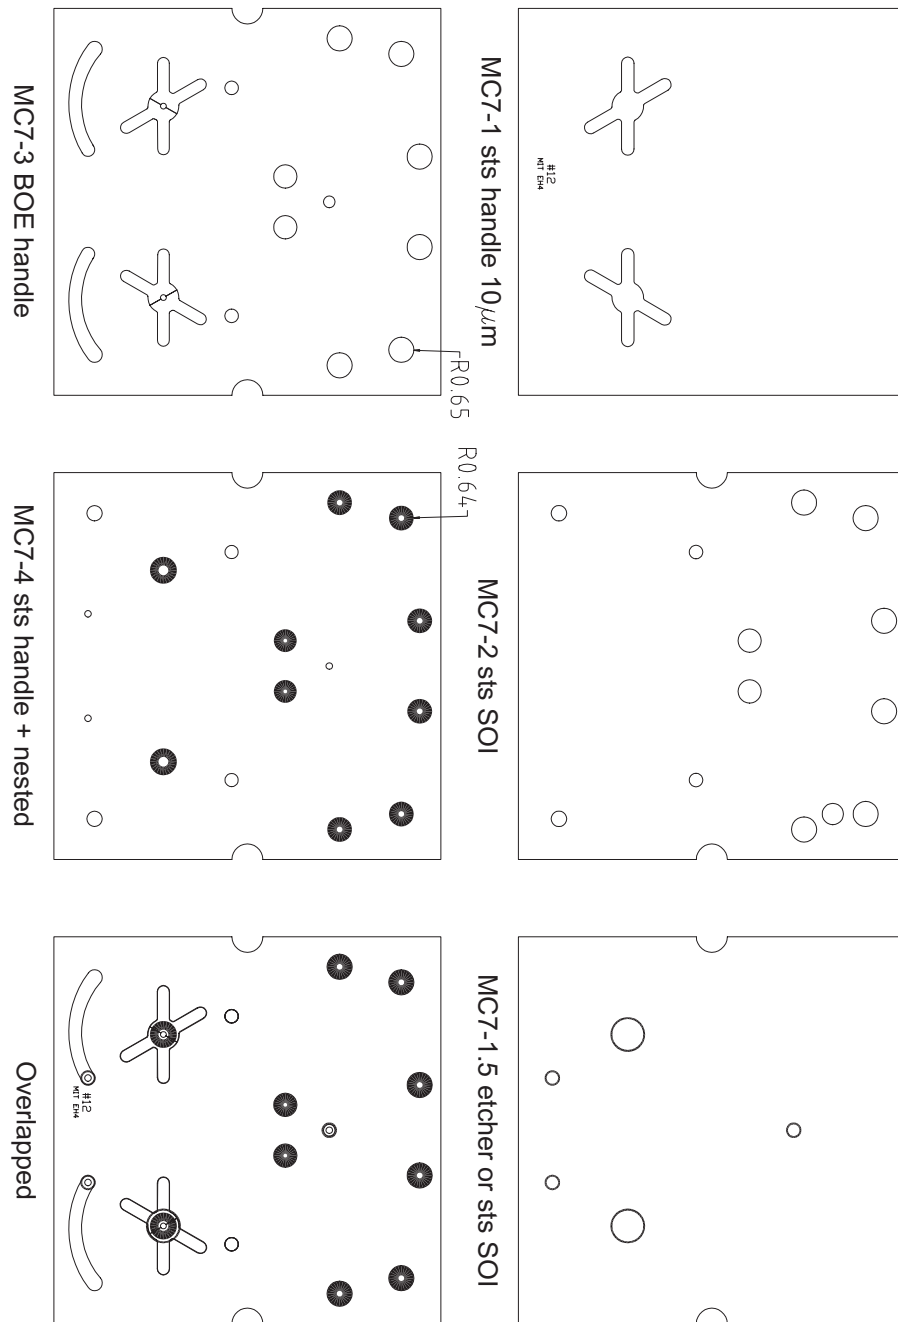 MC7-1 sts handle 10μm
#12
MIT EH4
MC7-2 sts SOI
MC7-1.5 etcher or sts SOI
MC7-3 BOE handle
R0.65
MC7-4 sts handle + nested
R0.64
Overlapped
#12
MIT EH4